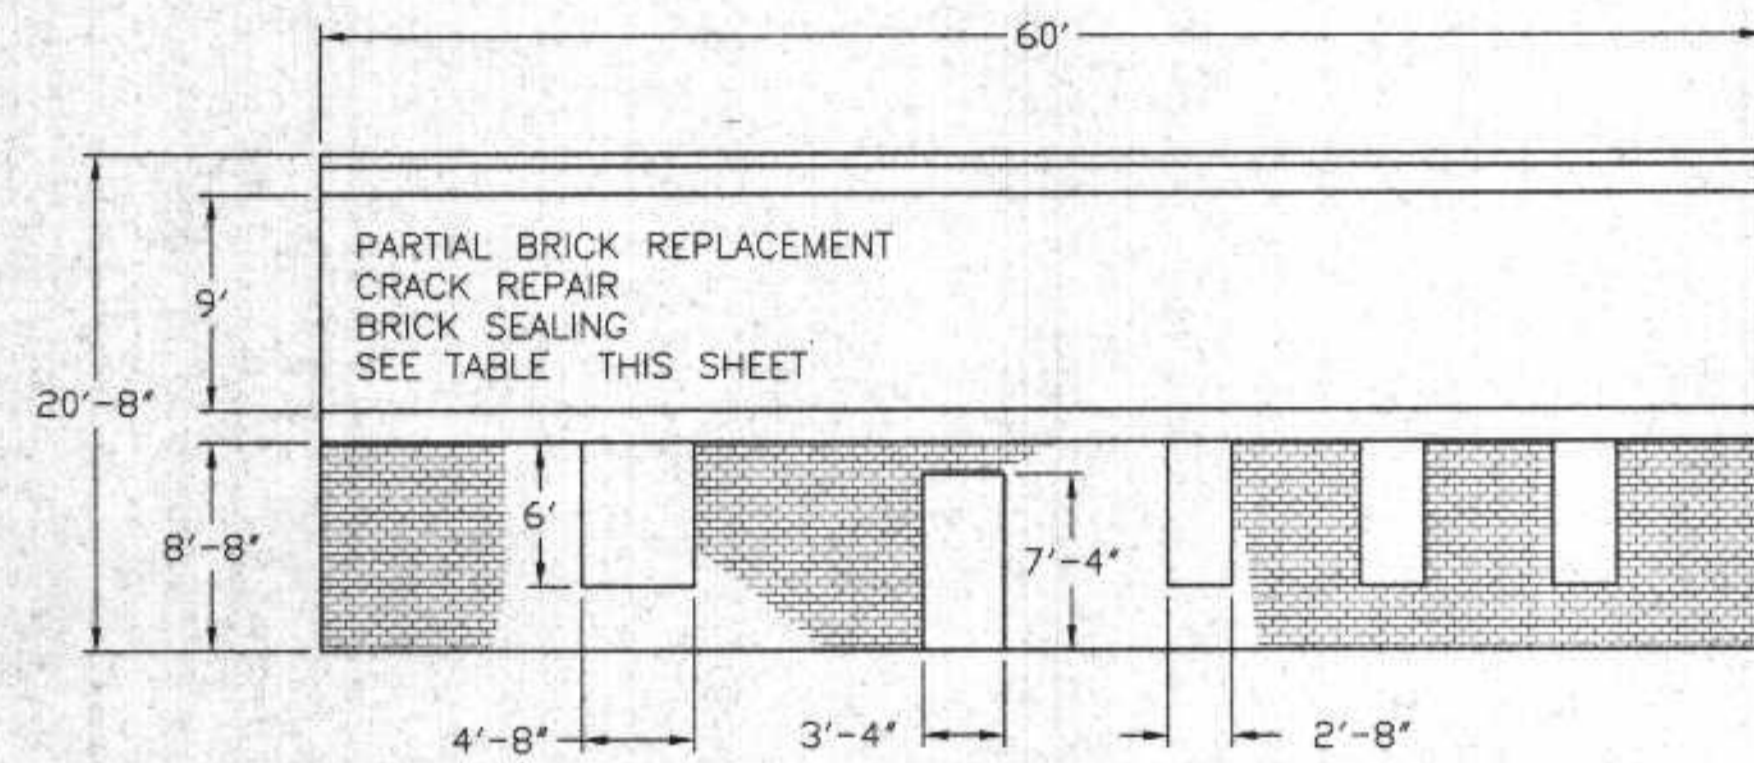 60'
PARTIAL BRICK REPLACEMENT
CRACK REPAIR
BRICK SEALING
SEE TABLE THIS SHEET
9'
20'-8"
8'-8"
6'
7'-4"
4'-8"
3'-4"
2'-8"